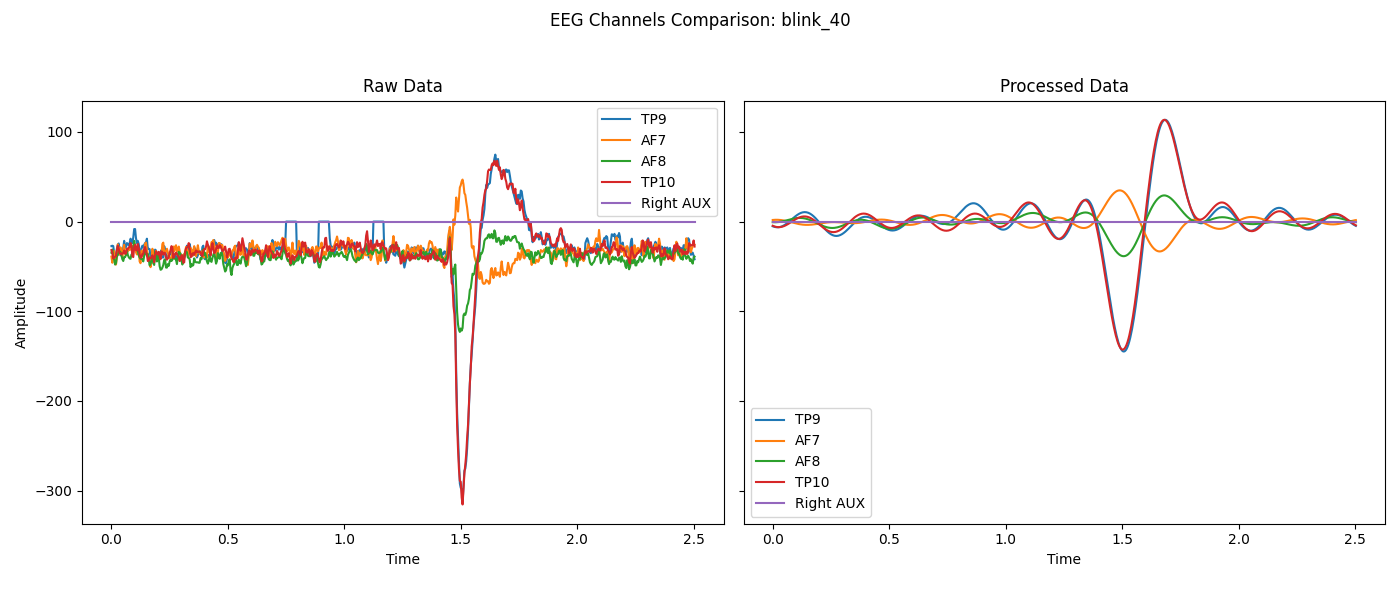 EEG Channels Comparison: blink_40
Raw Data
100
0
−100
−200
−300
Amplitude
0.0
0.5
1.0
1.5
2.0
2.5
Time
TP9
AF7
AF8
TP10
Right AUX
Processed Data
TP9
AF7
AF8
TP10
Right AUX
0.0
0.5
1.0
1.5
2.0
2.5
Time